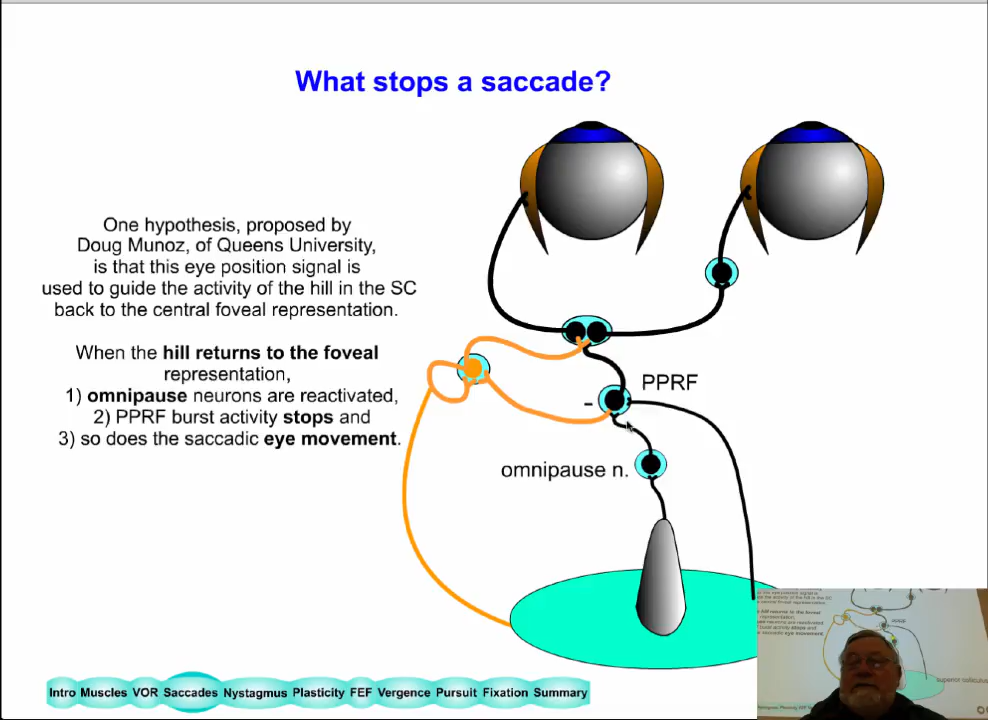 What stops a saccade?
One hypothesis, proposed by
Doug Munoz, of Queens University,
is that this eye position signal is
used to guide the activity of the hill in the SC
back to the central foveal representation.
When the hill returns to the foveal
representation,
1) omnipause neurons are reactivated,
2) PPRF burst activity stops and
3) so does the saccadic eye movement.
PPRF
-
omnipause n.
superior colliculus
Intro Muscles VOR Saccades Nystagmus Plasticity FEF Vergence Pursuit Fixation Summary